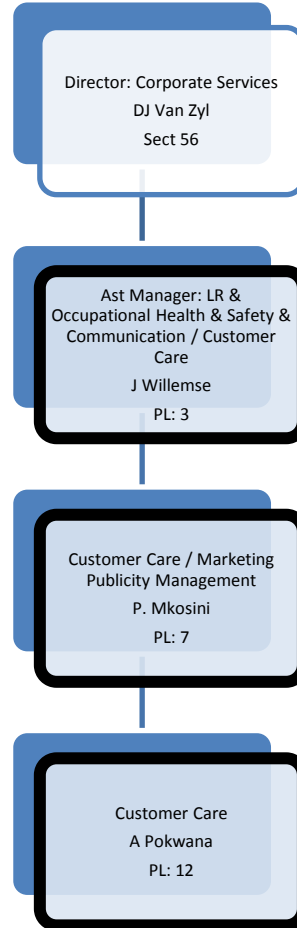 Director: Corporate Services
DJ Van Zyl
Sect 56
Ast Manager: LR &
Occupational Health & Safety &
Communication / Customer
Care
J Willemse
PL: 3
Customer Care / Marketing
Publicity Management
P. Mkosini
PL: 7
Customer Care
A Pokwana
PL: 12